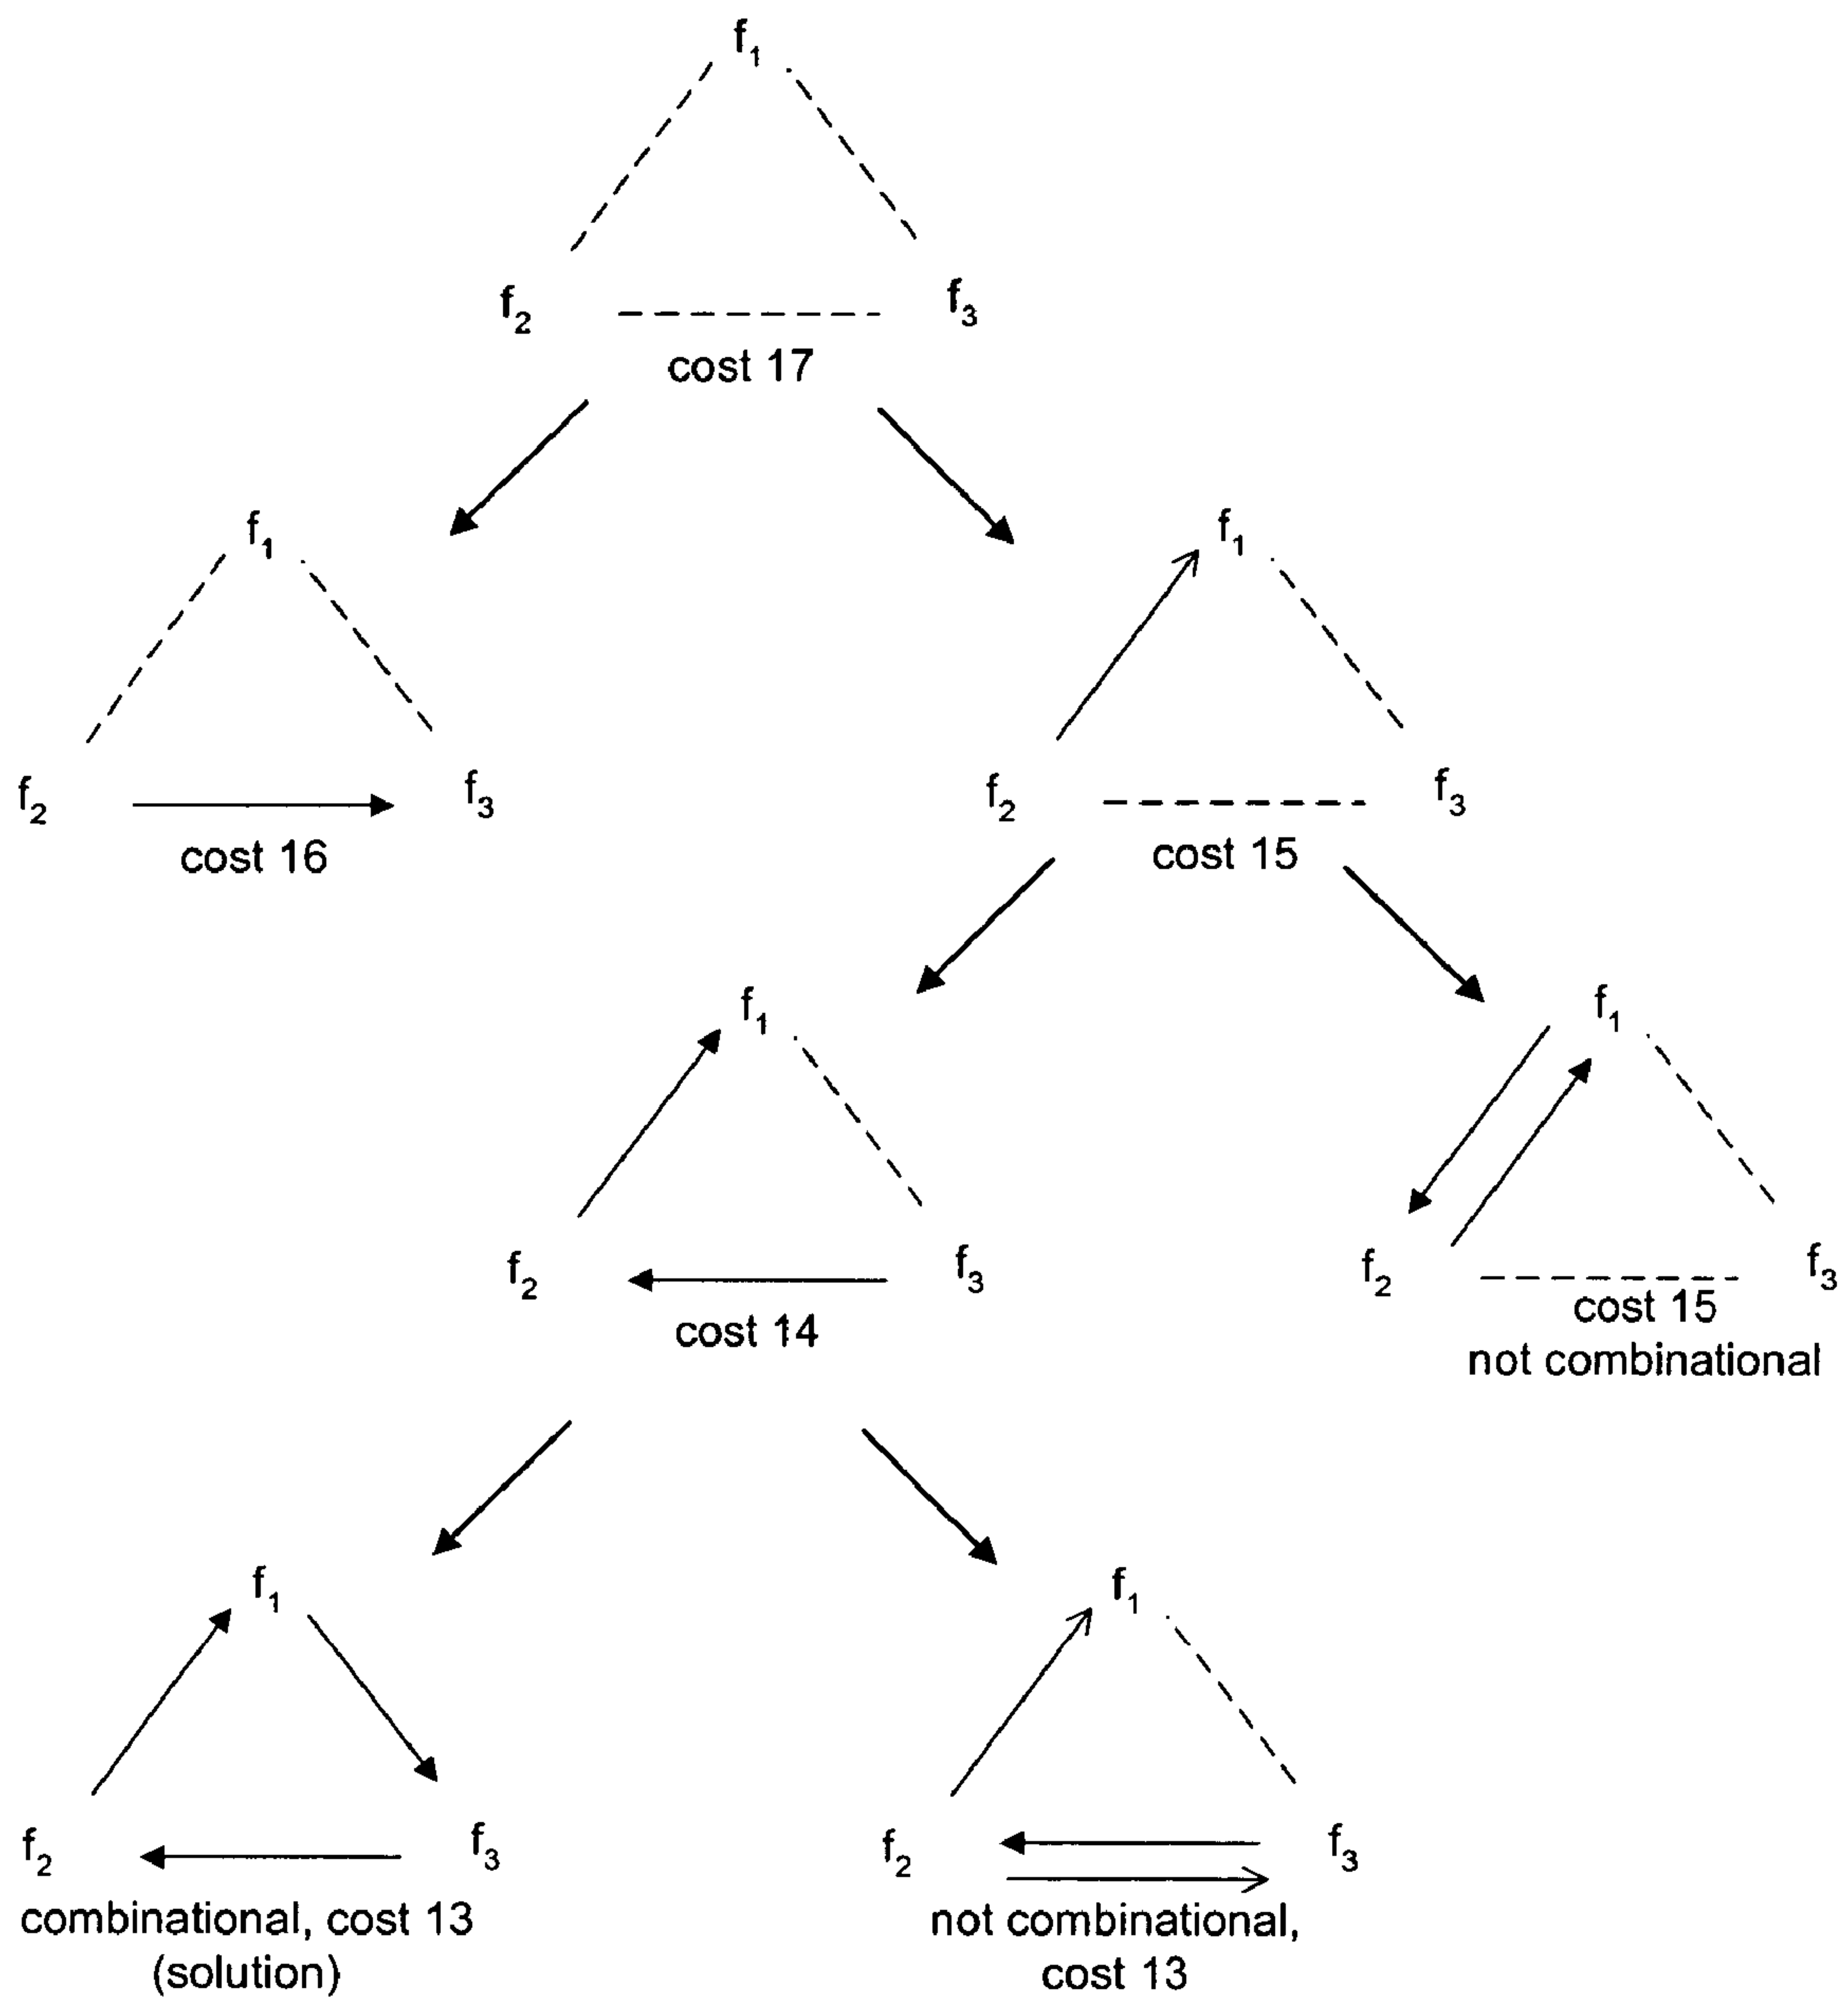 f1
f2 f3
cost 17
f1 f1
f2 f3 f2 f3
cost 16 cost 15
f1 f1
f2 f3 f2 f3
cost 14 cost 15
not combinational
f1 f1
f2 f3 f2 f3
combinational, cost 13 not combinational,
(solution) cost 13